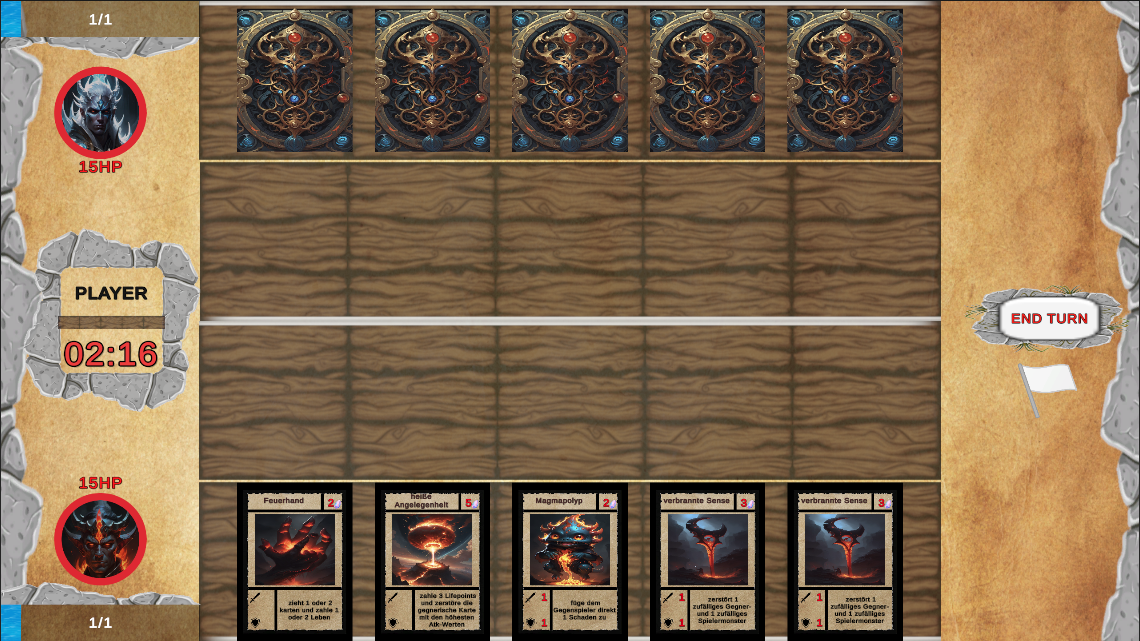 1/1
15HP
PLAYER
02:16
END TURN
15HP
1/1
Feuerhand
2
zieht 1 oder 2
karten und zahle 1
oder 2 Leben
heiße
Angelegenheit
5
zahle 3 Lifepoints
und zerstöre die
gegnerische Karte
mit den höhesten
Atk-Werten
Magmapolyp
2
1
1
füge dem
Gegenspieler direkt
1 Schaden zu
verbrannte Sense
3
1
1
zerstört 1
zufälliges Gegner-
und 1 zufälliges
Spielermonster
verbrannte Sense
3
1
1
zerstört 1
zufälliges Gegner-
und 1 zufälliges
Spielermonster